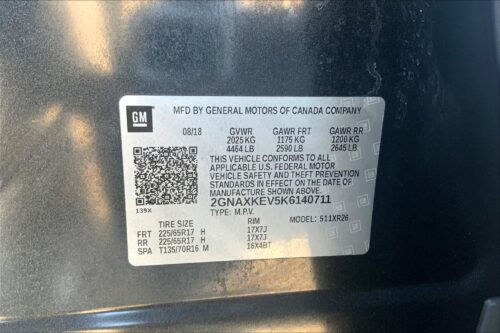 MFD BY GENERAL MOTORS OF CANADA COMPANY
GM
08/18 GVWR GAWR FRT GAWR RR
2025 KG 1175 KG 1200 KG
4464 LB 2590 LB 2645 LB
THIS VEHICLE CONFORMS TO ALL
APPLICABLE U.S. FEDERAL MOTOR
VEHICLE SAFETY AND THEFT
PREVENTION STANDARDS IN EFFECT ON
THE DATE OF MANUFACTURE SHOWN ABOVE.
2GNAXKEV5K6140711
139X
TYPE: M.P.V. MODEL: 511XR26
TIRE SIZE RIM
FRT 225/65R17 H 17X7J
RR 225/65R17 H 17X7J
SPA T135/70R16 M 16X4BT